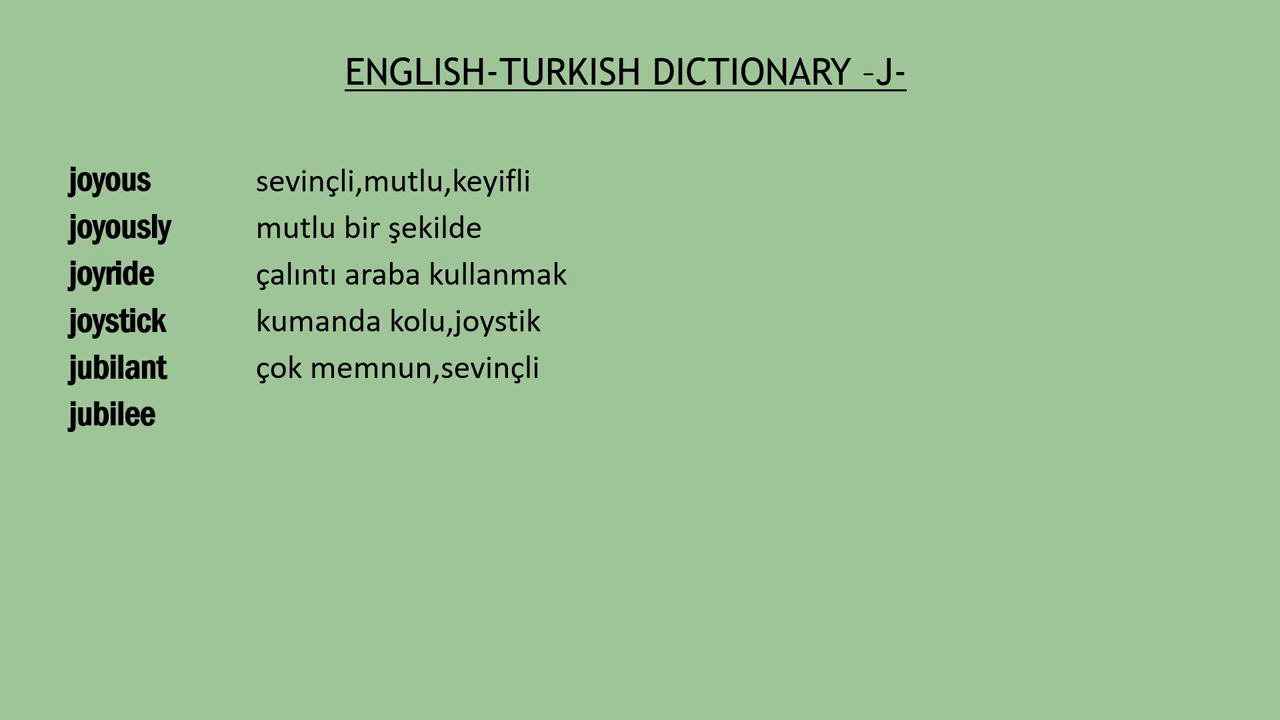 ENGLISH-TURKISH DICTIONARY -J-
joyous sevinçli,mutlu,keyifli
joyously mutlu bir şekilde
joyride çalıntı araba kullanmak
joystick kumanda kolu,joystik
jubilant çok memnun,sevinçli
jubilee